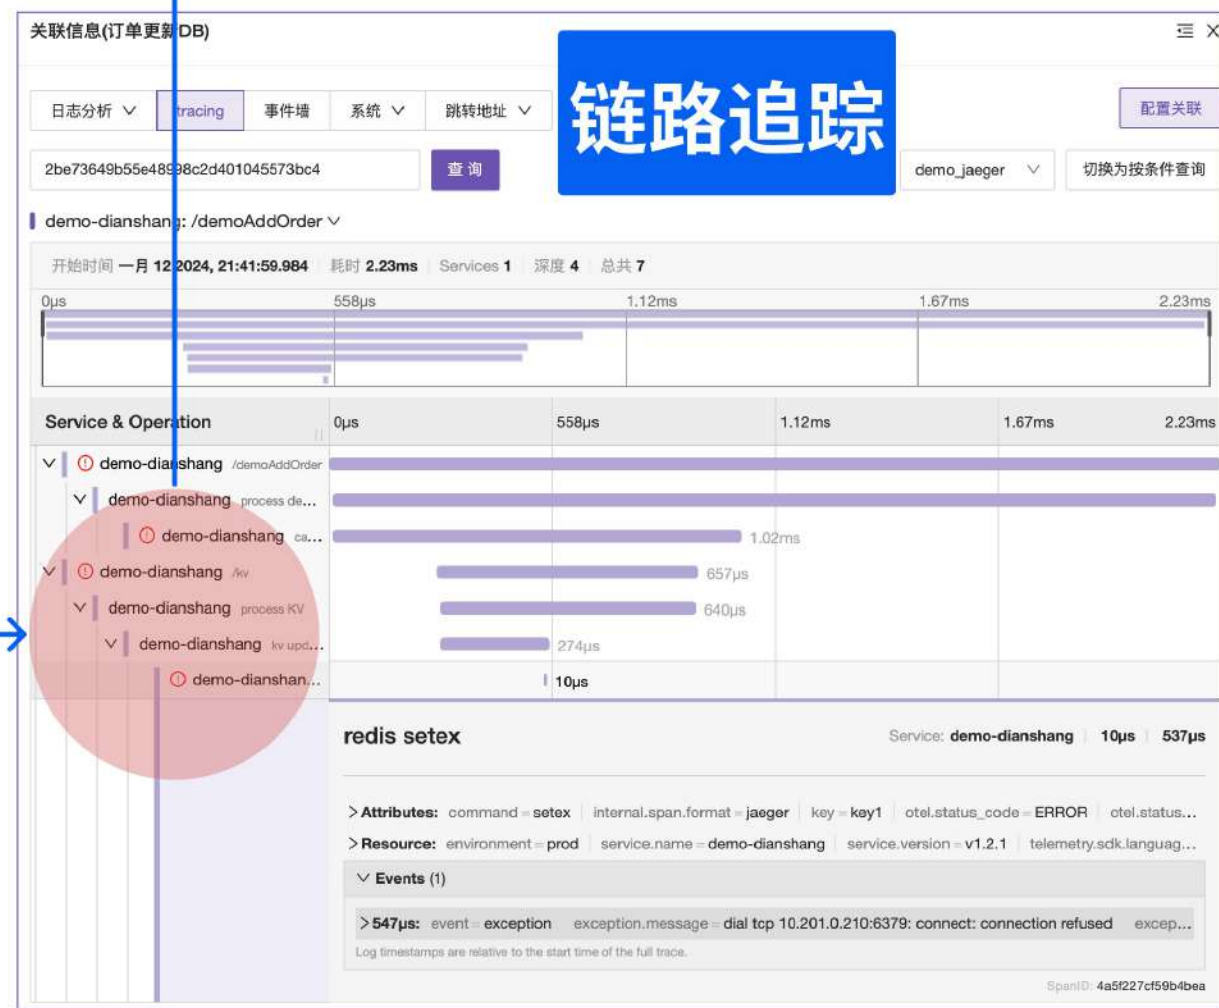 关联信息(订单更新DB)
链路追踪
日志分析 tracing 事件墙 系统 跳转地址 配置关联
2be73649b55e48998c2d401045573bc4 查询 demo_jaeger 切换为按条件查询
demo-dianshang: /demoAddOrder
开始时间 一月 12 2024, 21:41:59.984 耗时 2.23ms Services 1 深度 4 总共 7
0μs 558μs 1.12ms 1.67ms 2.23ms
Service & Operation 0μs 558μs 1.12ms 1.67ms 2.23ms
demo-dianshang /demoAddOrder
demo-dianshang process de...
demo-dianshang ca... 1.02ms
demo-dianshang /kv 657μs
demo-dianshang process KV 640μs
demo-dianshang kv upd... 274μs
demo-dianshan... 10μs
redis setex Service: demo-dianshang 10μs 537μs
Attributes: command = setex internal.span.format = jaeger key = key1 otel.status_code = ERROR otel.status...
Resource: environment = prod service.name = demo-dianshang service.version = v1.2.1 telemetry.sdk.languag...
Events (1)
547μs: event = exception exception.message = dial tcp 10.201.0.210:6379: connect: connection refused excep...
Log timestamps are relative to the start time of the full trace.
SpanID: 4a5f227cf59b4bea